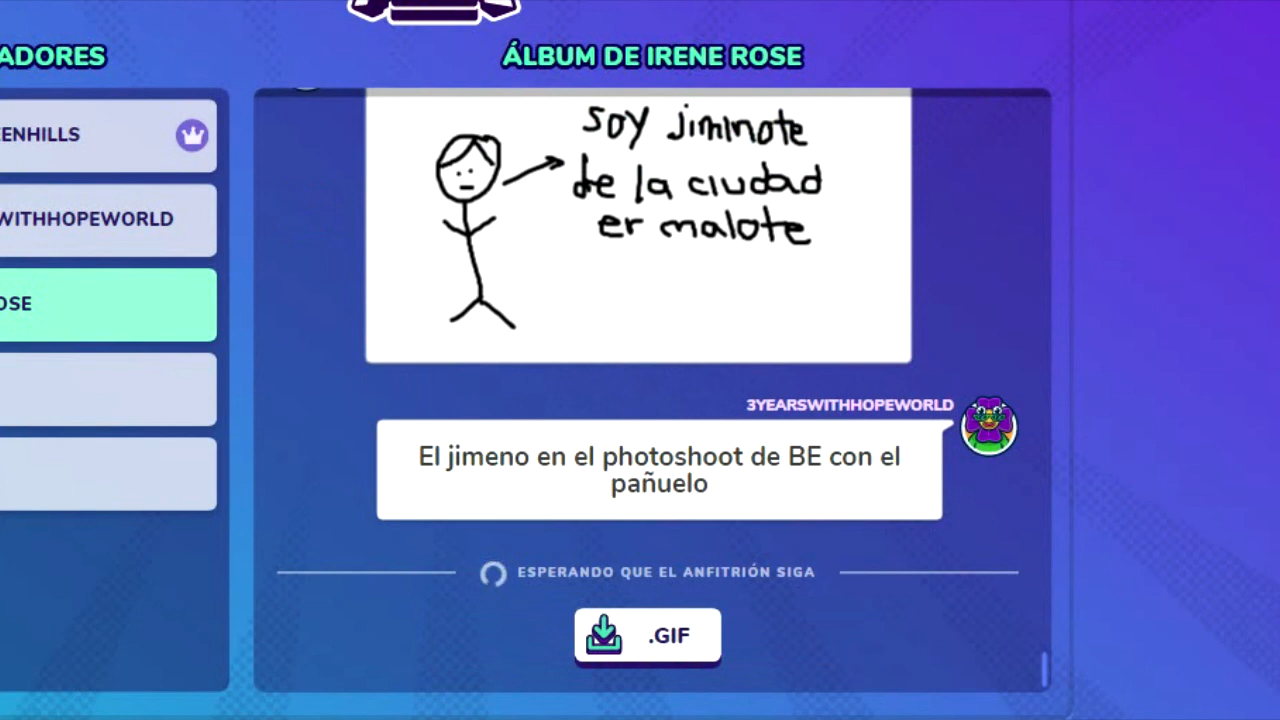 ADORES
ÁLBUM DE IRENE ROSE
ENHILLS
WITHHOPEWORLD
OSE
soy jiminote
de la ciudad
er malote
3YEARSWITHHOPEWORLD
El jimeno en el photoshoot de BE con el
pañuelo
ESPERANDO QUE EL ANFITRIÓN SIGA
.GIF